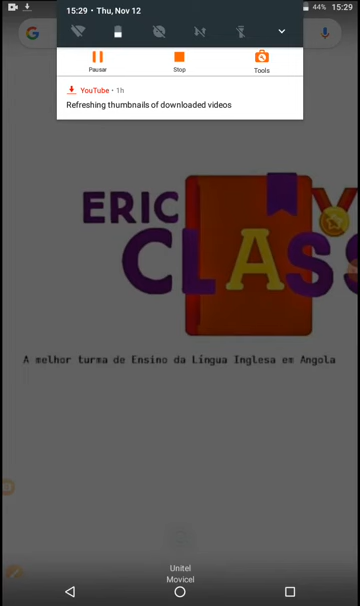 44% 15:29
15:29 • Thu, Nov 12
Pausar Stop Tools
YouTube • 1h
Refreshing thumbnails of downloaded videos
ERIC
CLASS
A melhor turma de Ensino da Língua Inglesa em Angola
Unitel
Movicel